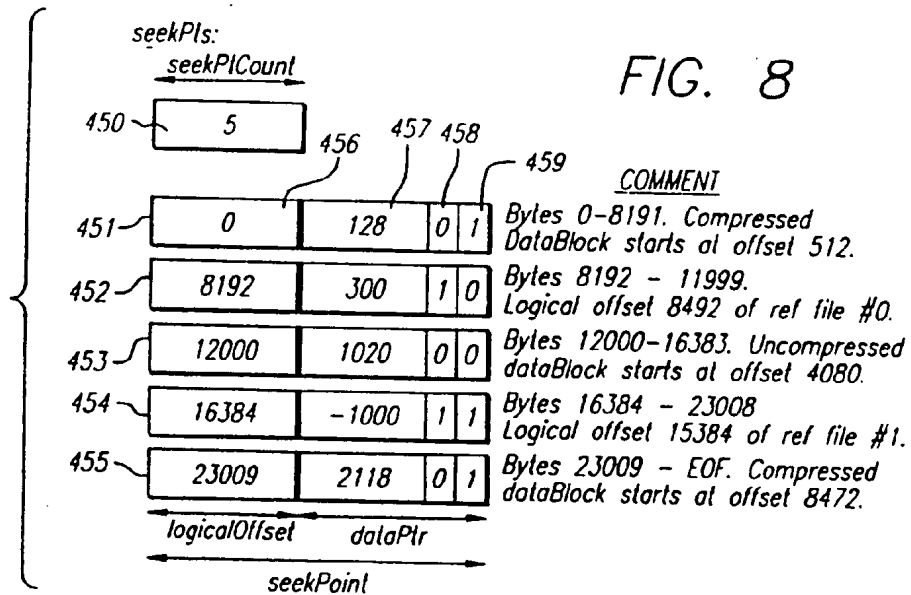 seekPts:
seekPtCount
FIG. 8
450
5
456
457
458
459
COMMENT
451
0
128
0
1
Bytes 0-8191. Compressed
DataBlock starts at offset 512.
452
8192
300
1
0
Bytes 8192 - 11999.
Logical offset 8492 of ref file #0.
453
12000
1020
0
0
Bytes 12000-16383. Uncompressed
dataBlock starts at offset 4080.
454
16384
-1000
1
1
Bytes 16384 - 23008
Logical offset 15384 of ref file #1.
455
23009
2118
0
1
Bytes 23009 - EOF. Compressed
dataBlock starts at offset 8472.
logicalOffset
dataPtr
seekPoint